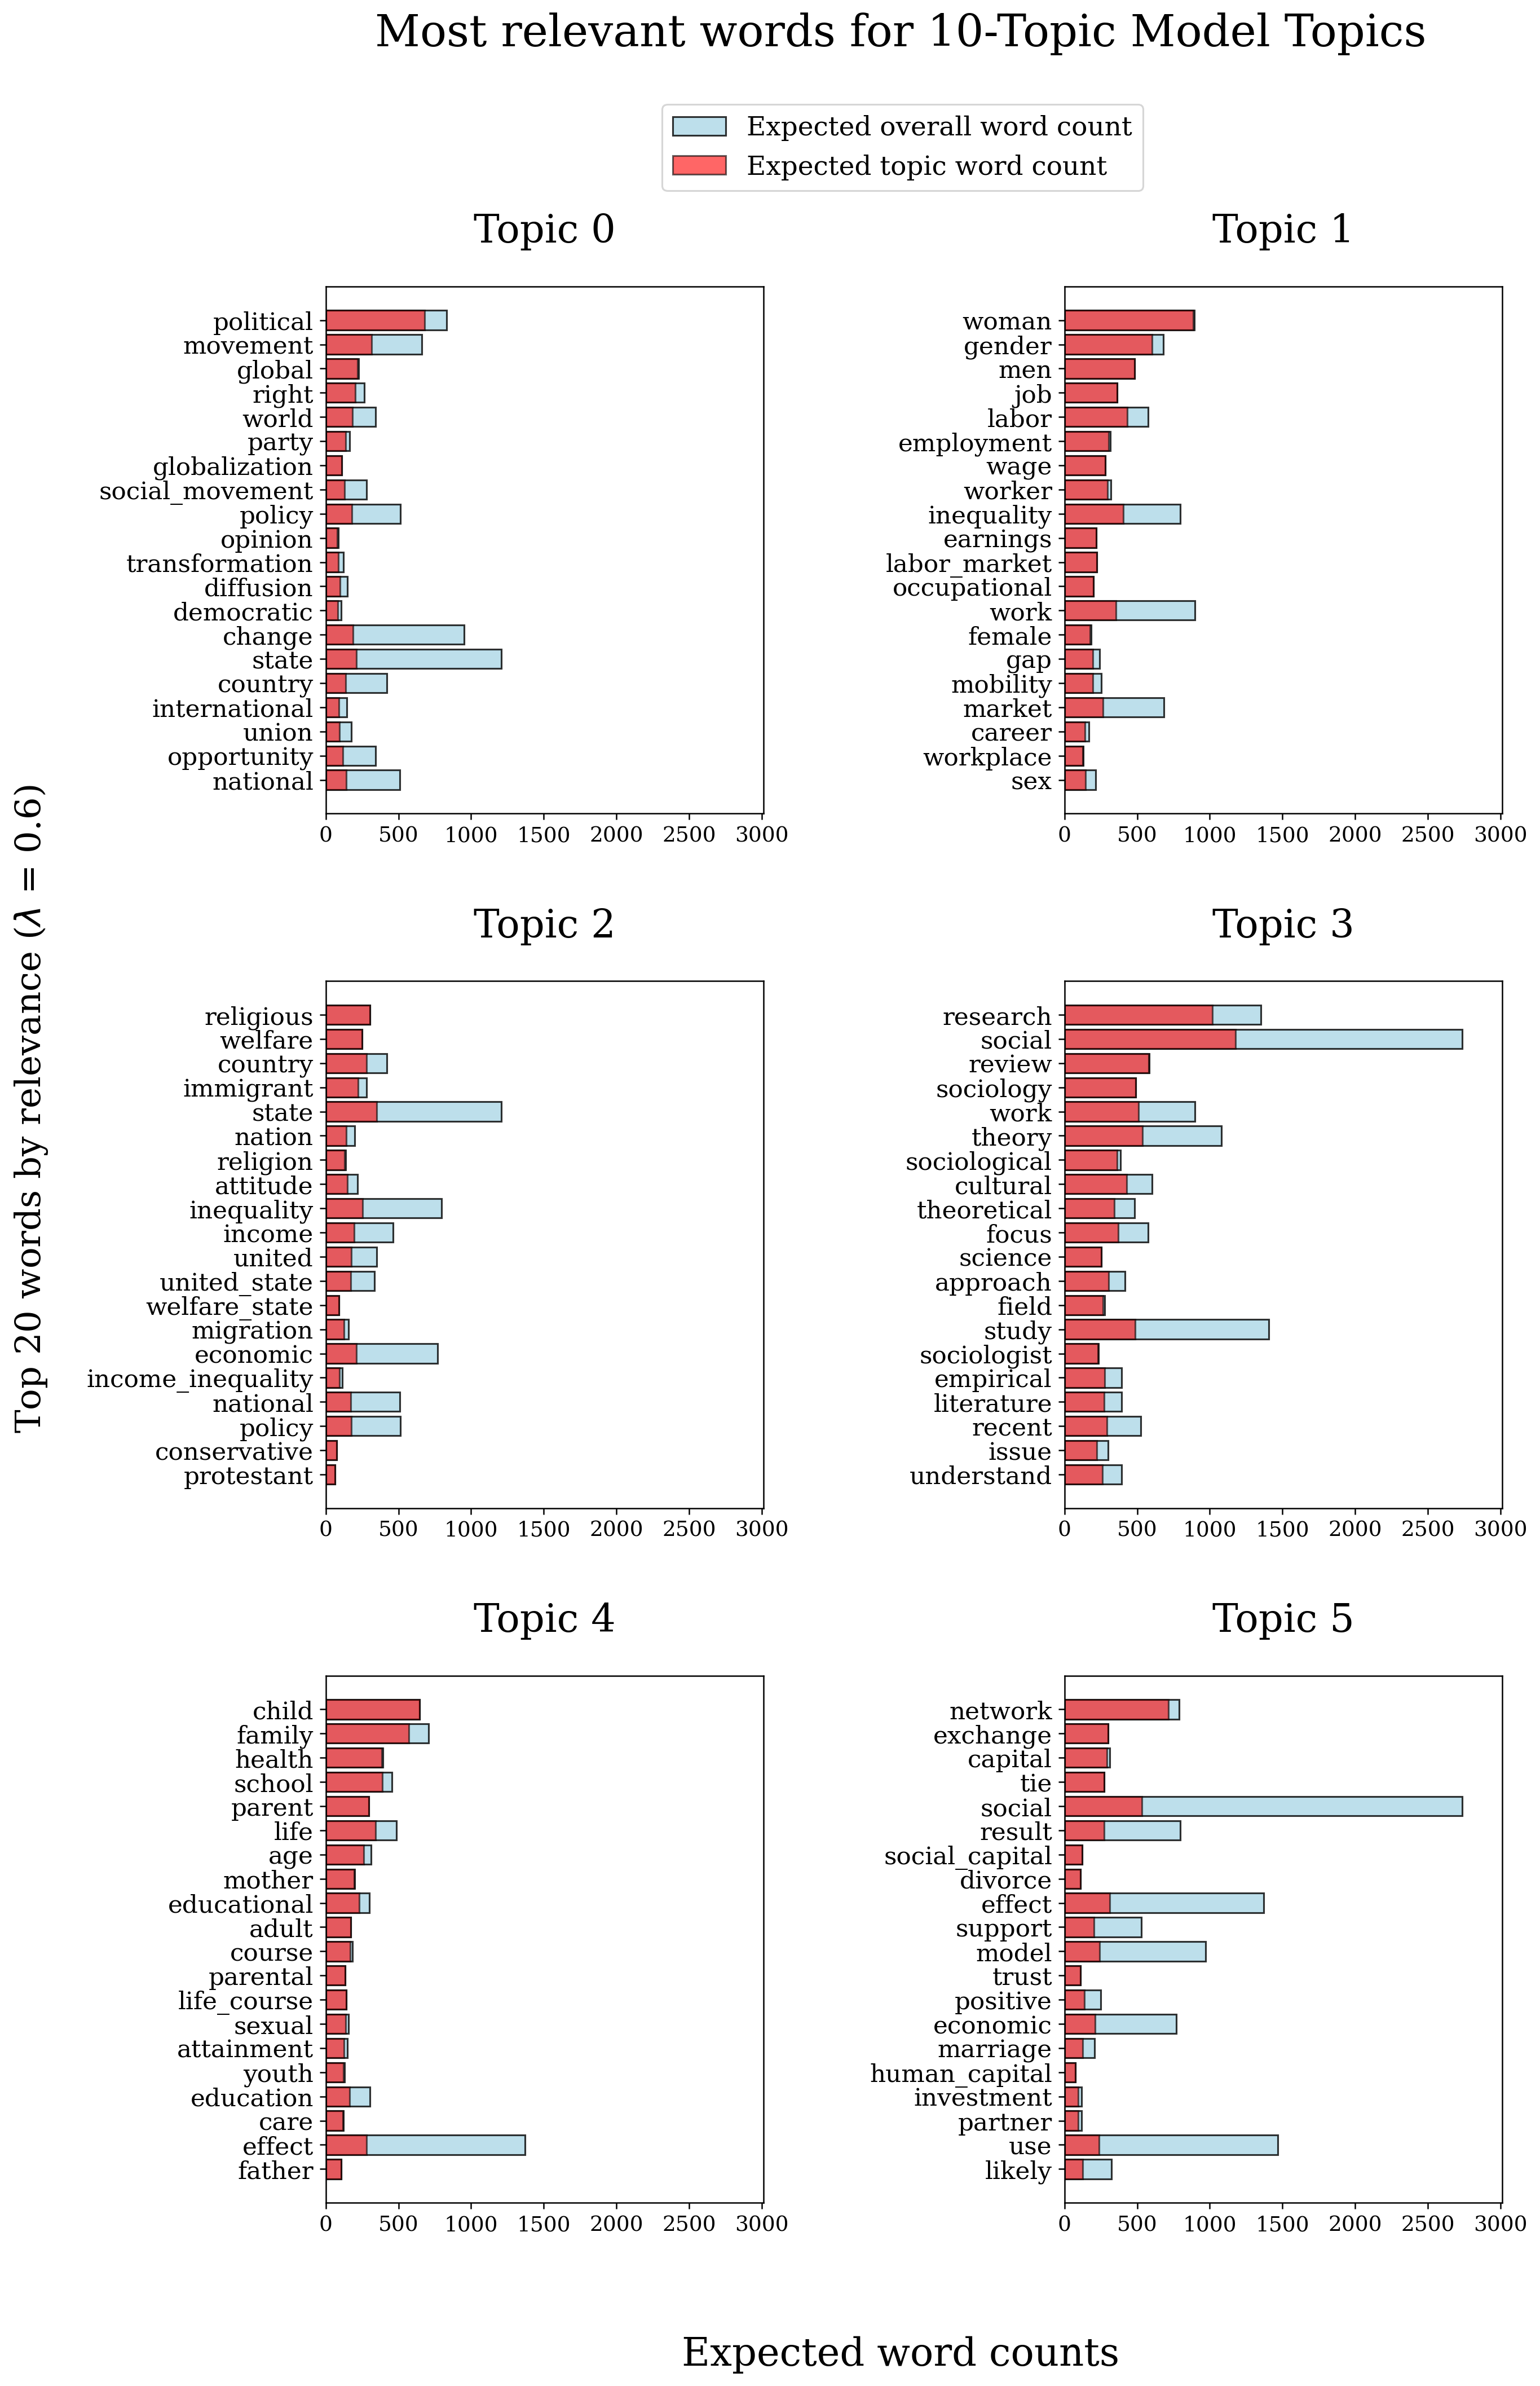 Most relevant words for 10-Topic Model Topics
Expected overall word count
Expected topic word count
Top 20 words by relevance (λ = 0.6)
Topic 0
political
movement
global
right
world
party
globalization
social_movement
policy
opinion
transformation
diffusion
democratic
change
state
country
international
union
opportunity
national
0 500 1000 1500 2000 2500 3000
Topic 1
woman
gender
men
job
labor
employment
wage
worker
inequality
earnings
labor_market
occupational
work
female
gap
mobility
market
career
workplace
sex
0 500 1000 1500 2000 2500 3000
Topic 2
religious
welfare
country
immigrant
state
nation
religion
attitude
inequality
income
united
united_state
welfare_state
migration
economic
income_inequality
national
policy
conservative
protestant
0 500 1000 1500 2000 2500 3000
Topic 3
research
social
review
sociology
work
theory
sociological
cultural
theoretical
focus
science
approach
field
study
sociologist
empirical
literature
recent
issue
understand
0 500 1000 1500 2000 2500 3000
Topic 4
child
family
health
school
parent
life
age
mother
educational
adult
course
parental
life_course
sexual
attainment
youth
education
care
effect
father
0 500 1000 1500 2000 2500 3000
Topic 5
network
exchange
capital
tie
social
result
social_capital
divorce
effect
support
model
trust
positive
economic
marriage
human_capital
investment
partner
use
likely
0 500 1000 1500 2000 2500 3000
Expected word counts